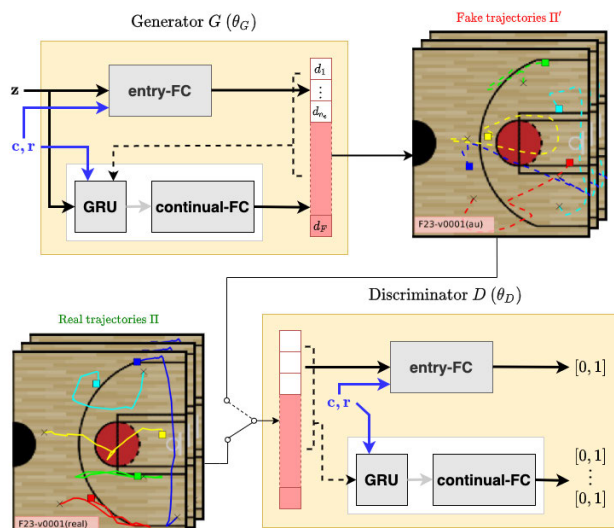 Generator G (θ_G)
Fake trajectories Π′
z
entry-FC
d_1
⋮
d_{n_e}
c, r
GRU
continual-FC
d_F
F23-v0001(au)
Discriminator D (θ_D)
Real trajectories Π
entry-FC
[0, 1]
c, r
GRU
continual-FC
[0, 1]
⋮
[0, 1]
F23-v0001(real)